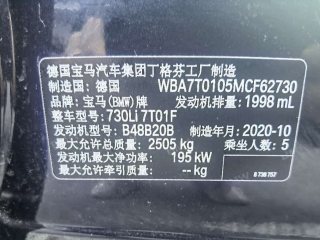 德国宝马汽车集团丁格芬工厂制造
制造国：德国 WBA7T0105MCF62730
品牌：宝马(BMW)牌 发动机排量：1998 mL
整车型号：730Li 7T01F
发动机型号：B48B20B 制造年月：2020-10
最大允许总质量：2505 kg 乘坐人数：5
发动机最大净功率：195 kW
最大允许牵引质量：-- kg